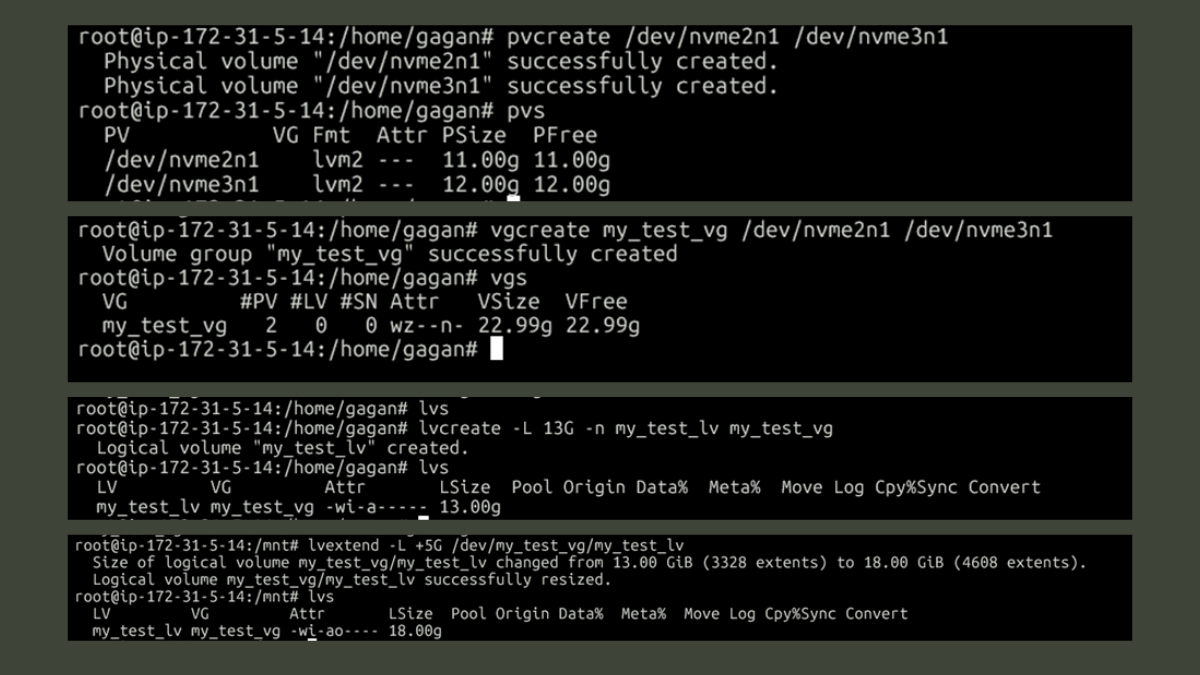 root@ip-172-31-5-14:/home/gagan# pvcreate /dev/nvme2n1 /dev/nvme3n1
  Physical volume "/dev/nvme2n1" successfully created.
  Physical volume "/dev/nvme3n1" successfully created.
root@ip-172-31-5-14:/home/gagan# pvs
  PV           VG Fmt  Attr PSize  PFree
  /dev/nvme2n1    lvm2 ---  11.00g 11.00g
  /dev/nvme3n1    lvm2 ---  12.00g 12.00g
root@ip-172-31-5-14:/home/gagan# vgcreate my_test_vg /dev/nvme2n1 /dev/nvme3n1
  Volume group "my_test_vg" successfully created
root@ip-172-31-5-14:/home/gagan# vgs
  VG         #PV #LV #SN Attr   VSize  VFree
  my_test_vg   2   0   0 wz--n- 22.99g 22.99g
root@ip-172-31-5-14:/home/gagan#
root@ip-172-31-5-14:/home/gagan# lvs
root@ip-172-31-5-14:/home/gagan# lvcreate -L 13G -n my_test_lv my_test_vg
  Logical volume "my_test_lv" created.
root@ip-172-31-5-14:/home/gagan# lvs
  LV         VG         Attr       LSize  Pool Origin Data%  Meta%  Move Log Cpy%Sync Convert
  my_test_lv my_test_vg -wi-a----- 13.00g
root@ip-172-31-5-14:/mnt# lvextend -L +5G /dev/my_test_vg/my_test_lv
  Size of logical volume my_test_vg/my_test_lv changed from 13.00 GiB (3328 extents) to 18.00 GiB (4608 extents).
  Logical volume my_test_vg/my_test_lv successfully resized.
root@ip-172-31-5-14:/mnt# lvs
  LV         VG         Attr       LSize  Pool Origin Data%  Meta%  Move Log Cpy%Sync Convert
  my_test_lv my_test_vg -wi-ao---- 18.00g